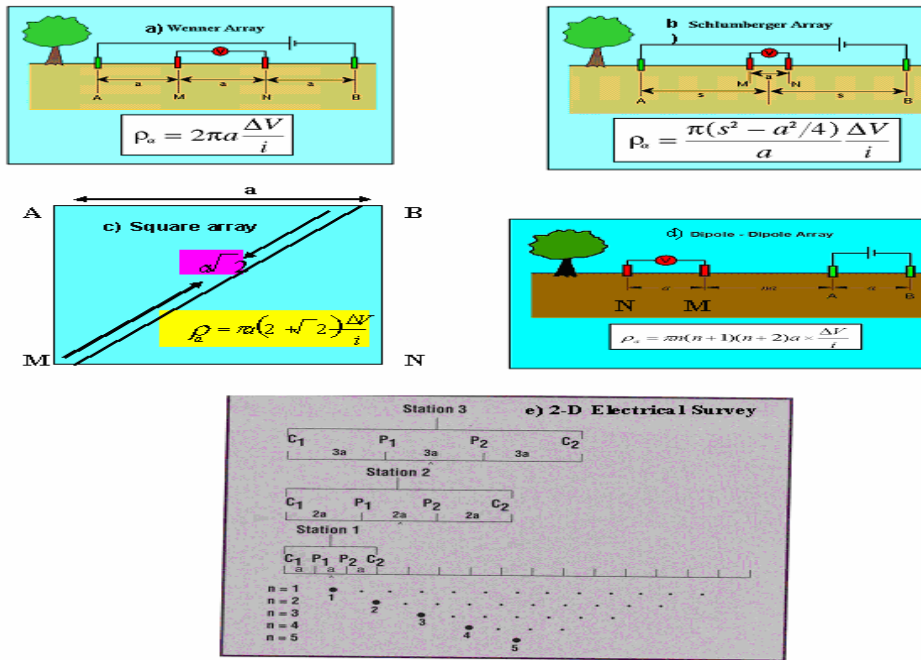 a) Wenner Array
V
a a a
A M N B
ρₐ = 2πa ΔV/i
b Schlumberger Array
)
V
M a N
A s s B
ρₐ = π(s² − a²/4)/a ΔV/i
a
A B
c) Square array
a√2
ρₐ = πa(2 + √2) ΔV/i
M N
d) Dipole - Dipole Array
V
a na A a B
N M
ρₐ = πn(n+1)(n+2)a × ΔV/i
Station 3 e) 2-D Electrical Survey
C₁ P₁ P₂ C₂
3a 3a 3a
Station 2
C₁ P₁ P₂ C₂
2a 2a 2a
Station 1
C₁ P₁ P₂ C₂
a a a
n = 1 1
n = 2 2
n = 3 3
n = 4 4
n = 5 5